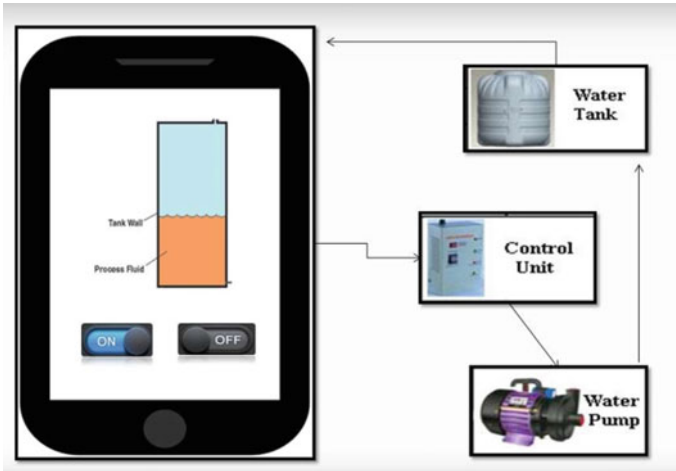 Tank Wall
Process Fluid
ON
OFF
Water
Tank
Control
Unit
Water
Pump